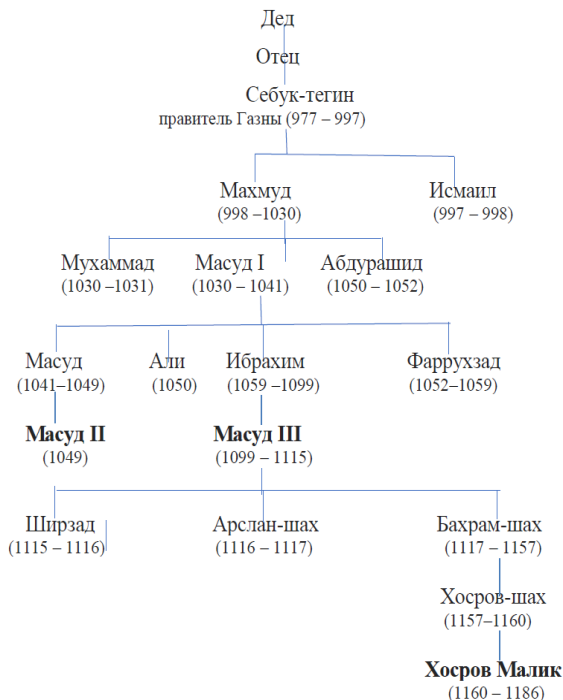 Дед
Отец
Себук-тегин
правитель Газны (977 – 997)
Махмуд Исмаил
(998 –1030) (997 – 998)
Мухаммад Масуд I Абдурашид
(1030 – 1031) (1030 – 1041) (1050 – 1052)
Масуд Али Ибрахим Фаррухзад
(1041–1049) (1050) (1059 –1099) (1052–1059)
Масуд II Масуд III
(1049) (1099 – 1115)
Ширзад Арслан-шах Бахрам-шах
(1115 – 1116) (1116 – 1117) (1117 – 1157)
Хосров-шах
(1157–1160)
Хосров Малик
(1160 – 1186)